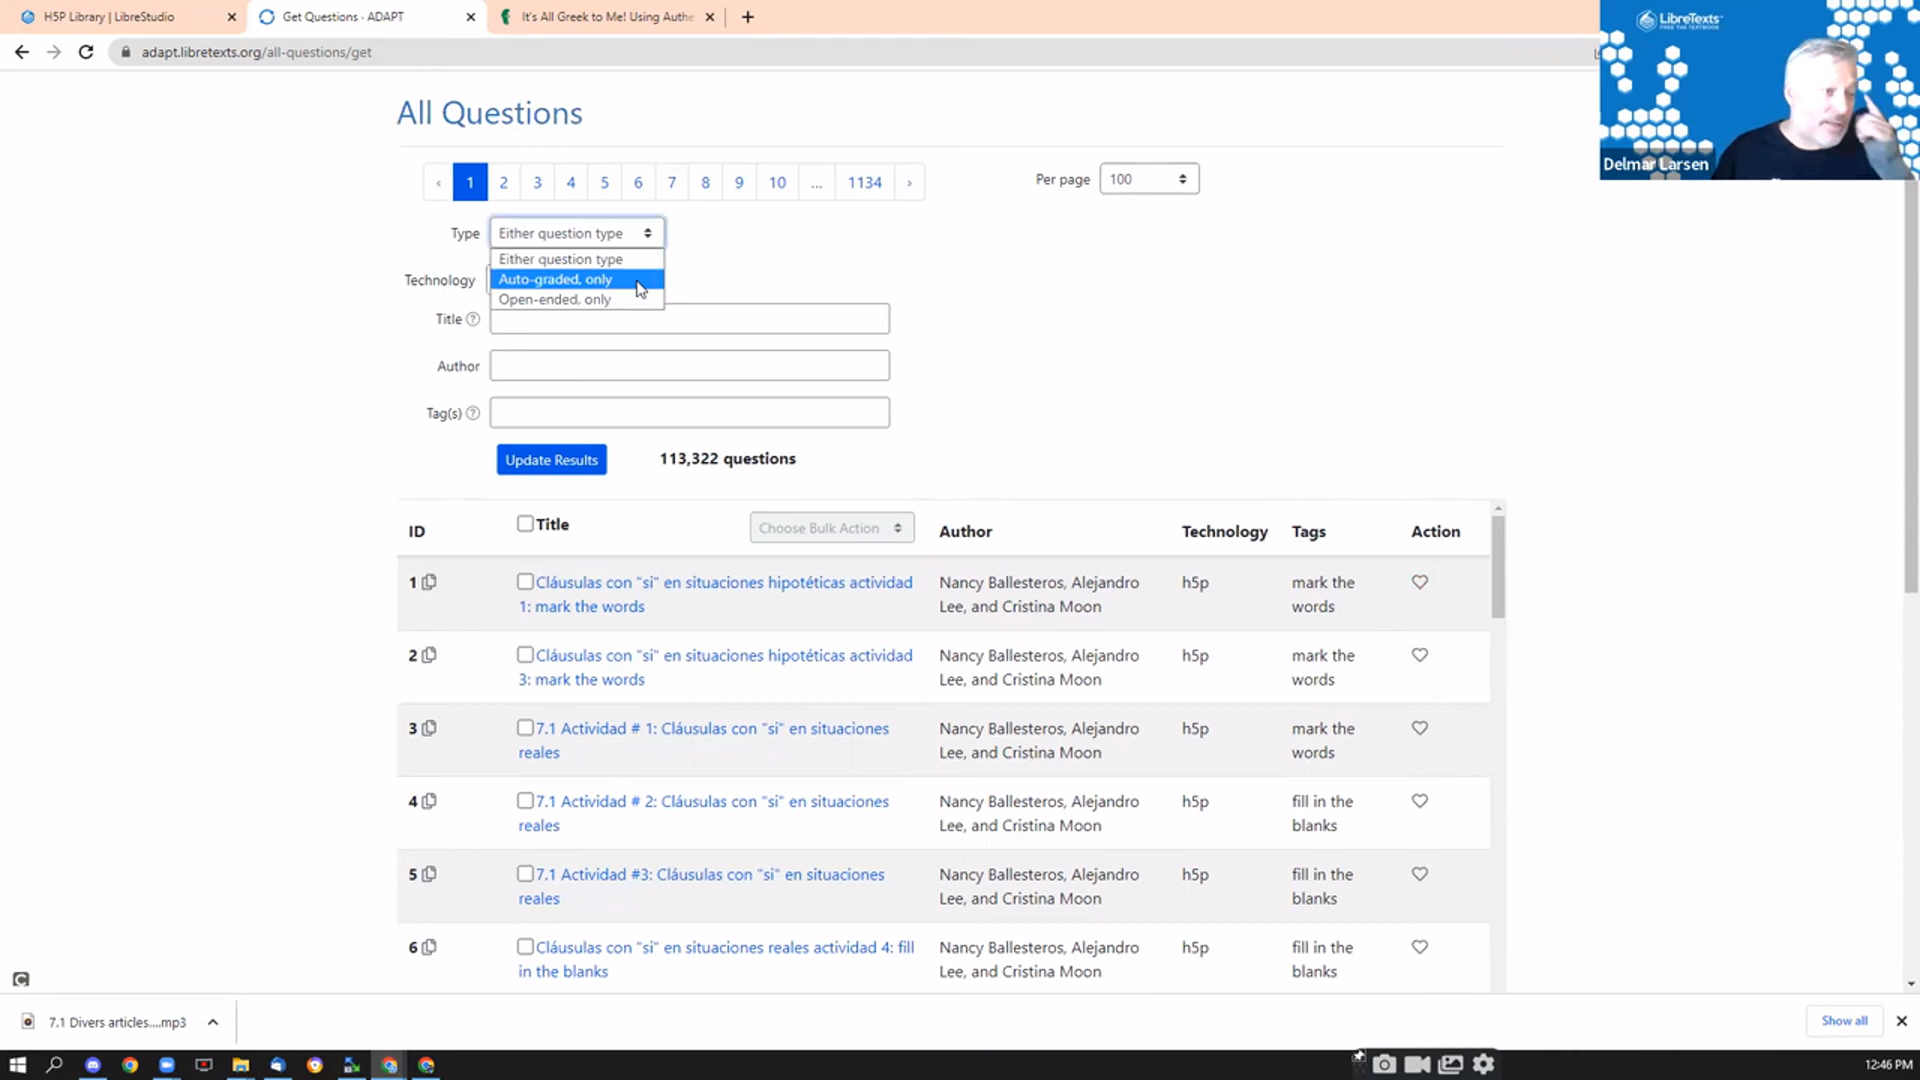 H5P Library | LibreStudio
Get Questions - ADAPT
It's All Greek to Me! Using Authe
adapt.libretexts.org/all-questions/get
LibreTexts
FREE THE TEXTBOOK
Delmar Larsen
All Questions
‹ 1 2 3 4 5 6 7 8 9 10 ... 1134 ›
Per page 100
Type Either question type
Either question type
Auto-graded, only
Open-ended, only
Technology
Title
Author
Tag(s)
Update Results 113,322 questions
ID Title Choose Bulk Action Author Technology Tags Action
1 Cláusulas con "si" en situaciones hipotéticas actividad Nancy Ballesteros, Alejandro h5p mark the
1: mark the words Lee, and Cristina Moon words
2 Cláusulas con "si" en situaciones hipotéticas actividad Nancy Ballesteros, Alejandro h5p mark the
3: mark the words Lee, and Cristina Moon words
3 7.1 Actividad # 1: Cláusulas con "si" en situaciones Nancy Ballesteros, Alejandro h5p mark the
reales Lee, and Cristina Moon words
4 7.1 Actividad # 2: Cláusulas con "si" en situaciones Nancy Ballesteros, Alejandro h5p fill in the
reales Lee, and Cristina Moon blanks
5 7.1 Actividad #3: Cláusulas con "si" en situaciones Nancy Ballesteros, Alejandro h5p fill in the
reales Lee, and Cristina Moon blanks
6 Cláusulas con "si" en situaciones reales actividad 4: fill Nancy Ballesteros, Alejandro h5p fill in the
in the blanks Lee, and Cristina Moon blanks
7.1 Divers articles....mp3
Show all
12:46 PM